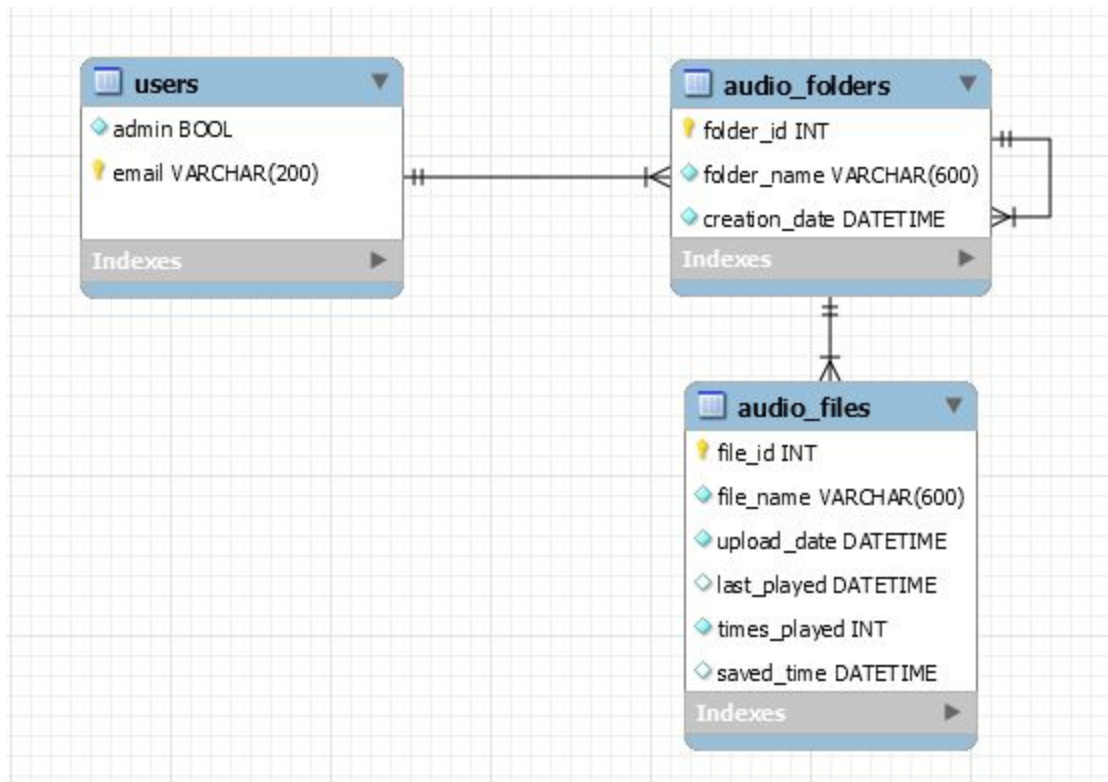 users
admin BOOL
email VARCHAR(200)
Indexes
audio_folders
folder_id INT
folder_name VARCHAR(600)
creation_date DATETIME
Indexes
audio_files
file_id INT
file_name VARCHAR(600)
upload_date DATETIME
last_played DATETIME
times_played INT
saved_time DATETIME
Indexes